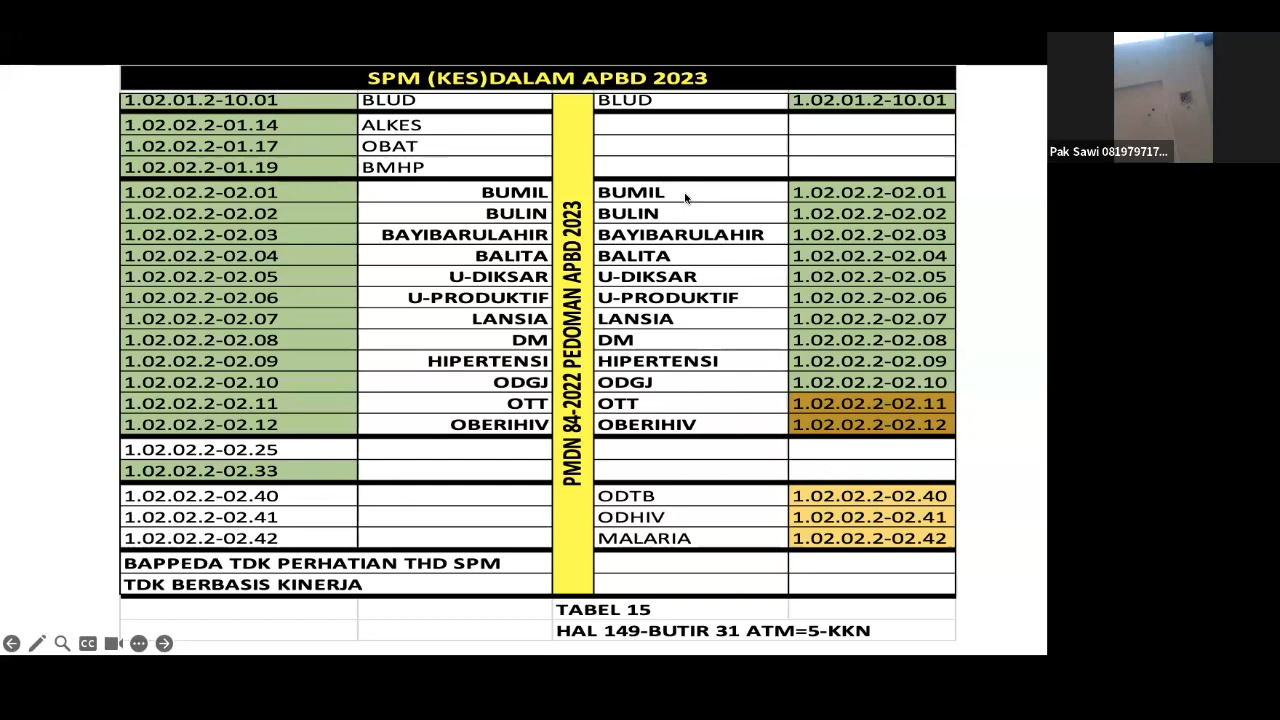 SPM (KES)DALAM APBD 2023
1.02.01.2-10.01 BLUD BLUD 1.02.01.2-10.01
1.02.02.2-01.14 ALKES
1.02.02.2-01.17 OBAT
1.02.02.2-01.19 BMHP
1.02.02.2-02.01 BUMIL BUMIL 1.02.02.2-02.01
1.02.02.2-02.02 BULIN BULIN 1.02.02.2-02.02
1.02.02.2-02.03 BAYIBARULAHIR BAYIBARULAHIR 1.02.02.2-02.03
1.02.02.2-02.04 BALITA BALITA 1.02.02.2-02.04
1.02.02.2-02.05 U-DIKSAR U-DIKSAR 1.02.02.2-02.05
1.02.02.2-02.06 U-PRODUKTIF U-PRODUKTIF 1.02.02.2-02.06
1.02.02.2-02.07 LANSIA LANSIA 1.02.02.2-02.07
1.02.02.2-02.08 DM DM 1.02.02.2-02.08
1.02.02.2-02.09 HIPERTENSI HIPERTENSI 1.02.02.2-02.09
1.02.02.2-02.10 ODGJ ODGJ 1.02.02.2-02.10
1.02.02.2-02.11 OTT OTT 1.02.02.2-02.11
1.02.02.2-02.12 OBERIHIV OBERIHIV 1.02.02.2-02.12
1.02.02.2-02.25
1.02.02.2-02.33
1.02.02.2-02.40 ODTB 1.02.02.2-02.40
1.02.02.2-02.41 ODHIV 1.02.02.2-02.41
1.02.02.2-02.42 MALARIA 1.02.02.2-02.42
PMDN 84-2022 PEDOMAN APBD 2023
BAPPEDA TDK PERHATIAN THD SPM
TDK BERBASIS KINERJA
TABEL 15
HAL 149-BUTIR 31 ATM=5-KKN
CC
Pak Sawi 081979717...